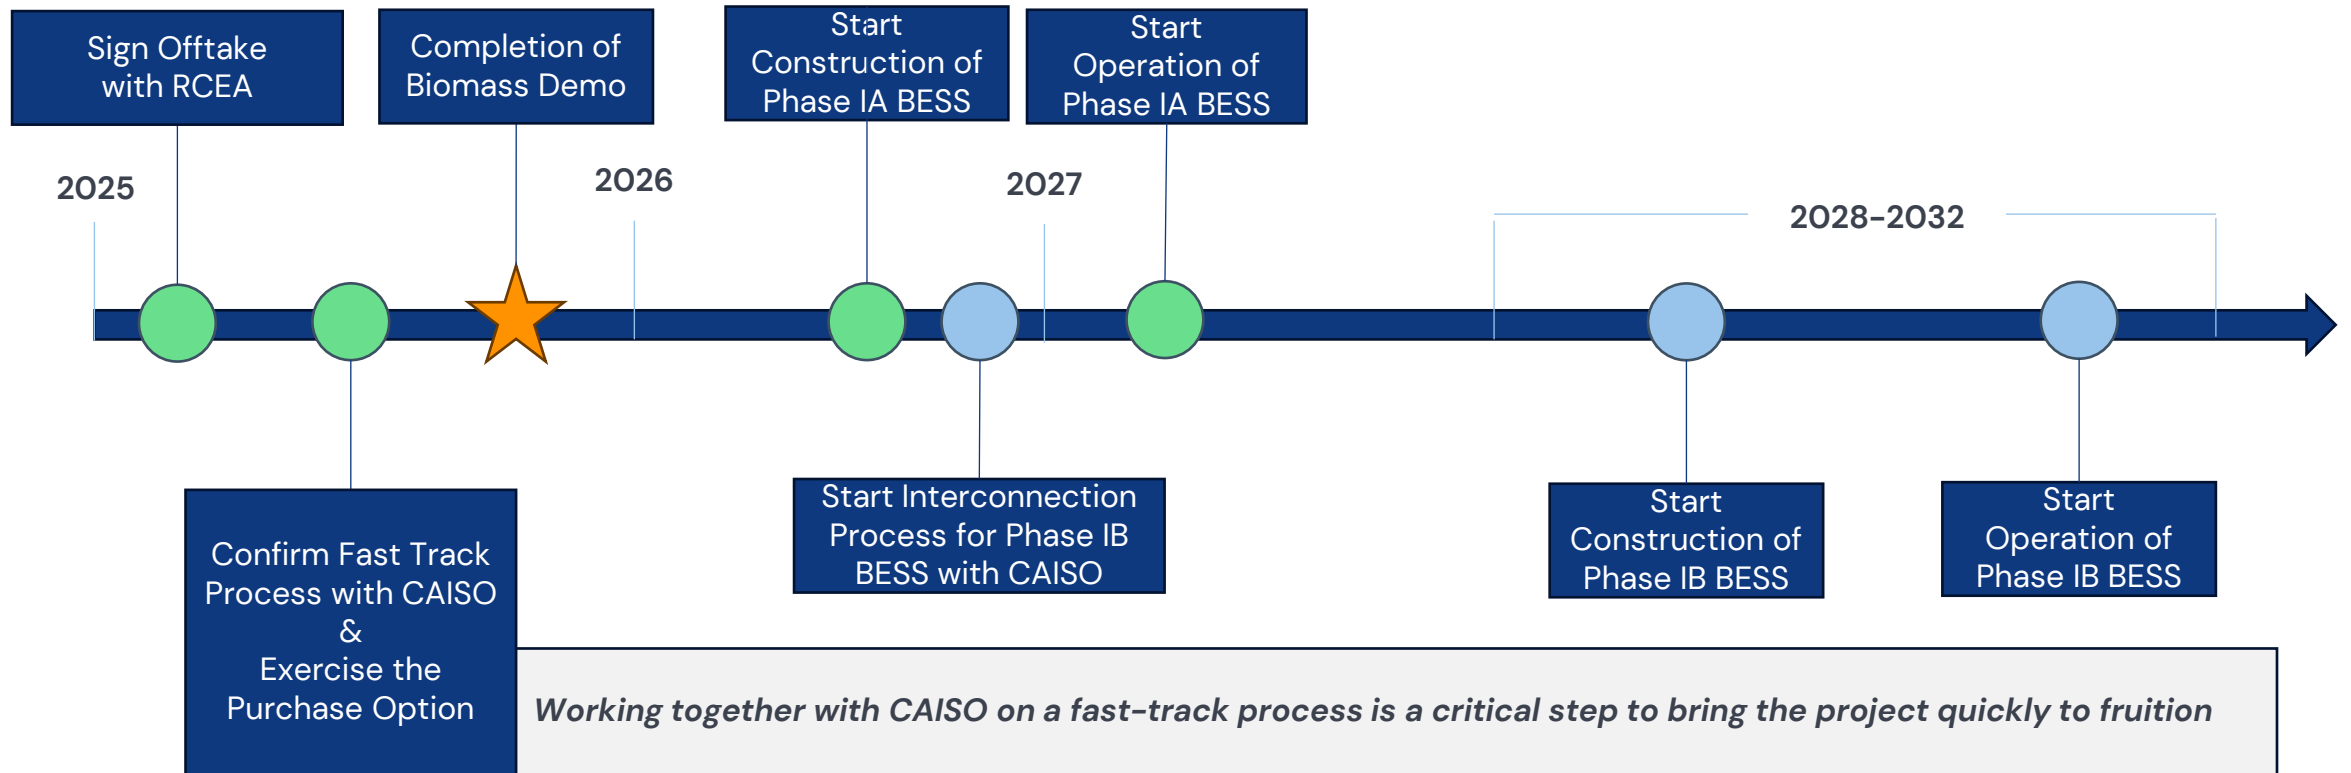 Sign Offtake
with RCEA
Completion of
Biomass Demo
Start
Construction of
Phase IA BESS
Start
Operation of
Phase IA BESS
2025
2026
2027
2028-2032
Confirm Fast Track
Process with CAISO
&
Exercise the
Purchase Option
Start Interconnection
Process for Phase IB
BESS with CAISO
Start
Construction of
Phase IB BESS
Start
Operation of
Phase IB BESS
Working together with CAISO on a fast-track process is a critical step to bring the project quickly to fruition